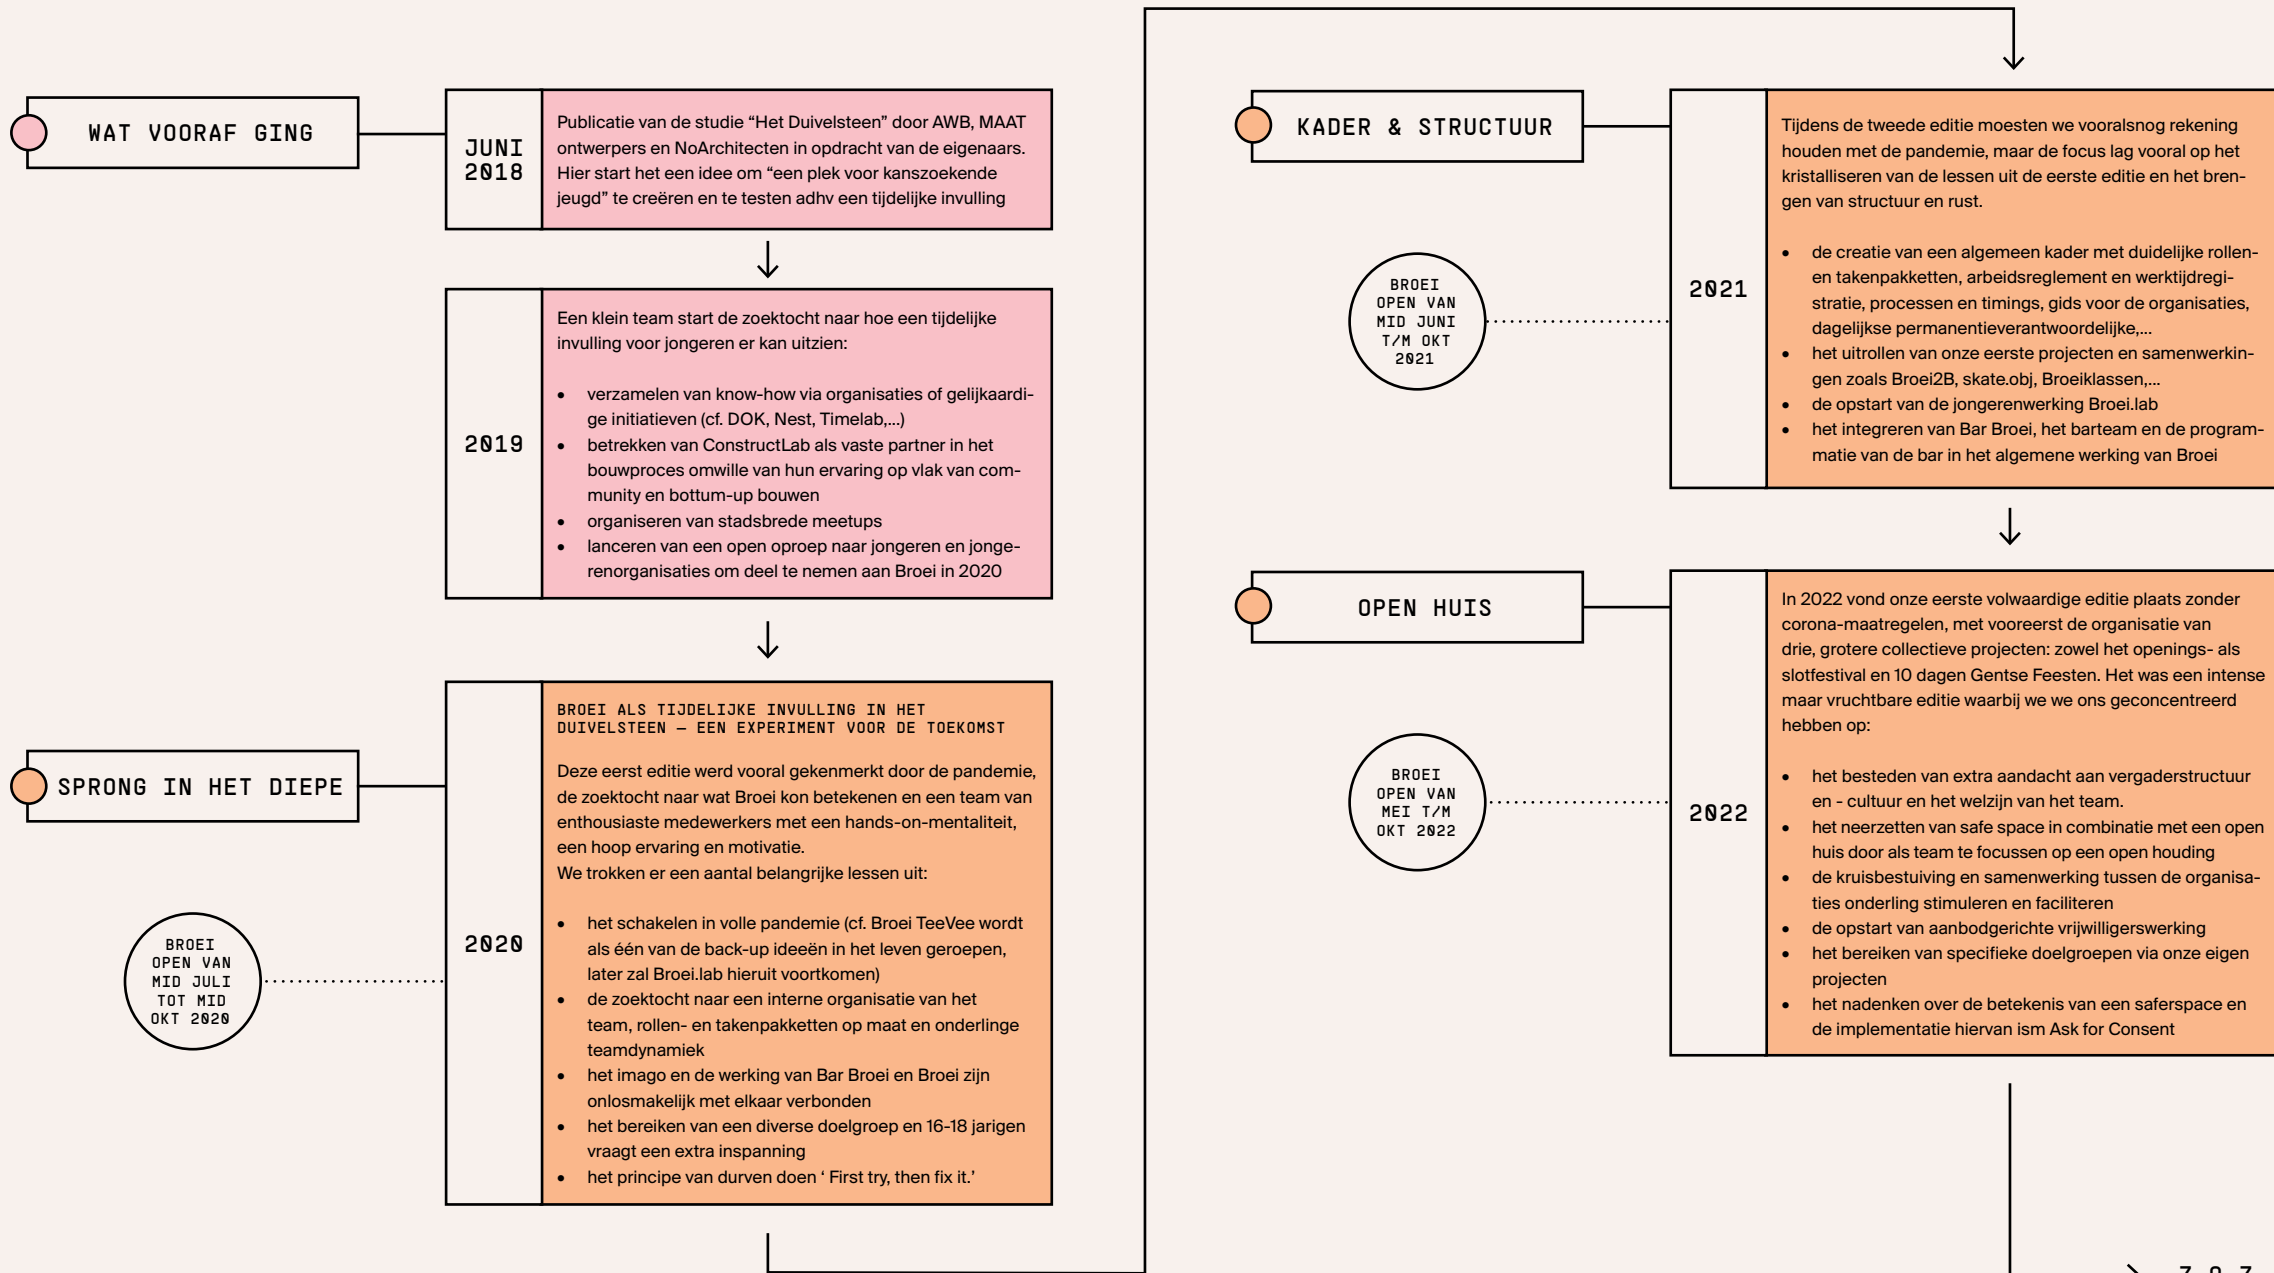 WAT VOORAF GING
JUNI
2018
Publicatie van de studie “Het Duivelsteen” door AWB, MAAT
ontwerpers en NoArchitecten in opdracht van de eigenaars.
Hier start het een idee om “een plek voor kanszoekende
jeugd” te creëren en te testen adhv een tijdelijke invulling
2019
Een klein team start de zoektocht naar hoe een tijdelijke
invulling voor jongeren er kan uitzien:
• verzamelen van know-how via organisaties of gelijkaardi-
ge initiatieven (cf. DOK, Nest, Timelab,...)
• betrekken van ConstructLab als vaste partner in het
bouwproces omwille van hun ervaring op vlak van com-
munity en bottum-up bouwen
• organiseren van stadsbrede meetups
• lanceren van een open oproep naar jongeren en jonge-
renorganisaties om deel te nemen aan Broei in 2020
SPRONG IN HET DIEPE
BROEI
OPEN VAN
MID JULI
TOT MID
OKT 2020
2020
BROEI ALS TIJDELIJKE INVULLING IN HET
DUIVELSTEEN – EEN EXPERIMENT VOOR DE TOEKOMST
Deze eerst editie werd vooral gekenmerkt door de pandemie,
de zoektocht naar wat Broei kon betekenen en een team van
enthousiaste medewerkers met een hands-on-mentaliteit,
een hoop ervaring en motivatie.
We trokken er een aantal belangrijke lessen uit:
• het schakelen in volle pandemie (cf. Broei TeeVee wordt
als één van de back-up ideeën in het leven geroepen,
later zal Broei.lab hieruit voortkomen)
• de zoektocht naar een interne organisatie van het
team, rollen- en takenpakketten op maat en onderlinge
teamdynamiek
• het imago en de werking van Bar Broei en Broei zijn
onlosmakelijk met elkaar verbonden
• het bereiken van een diverse doelgroep en 16-18 jarigen
vraagt een extra inspanning
• het principe van durven doen ‘ First try, then fix it.’
KADER & STRUCTUUR
BROEI
OPEN VAN
MID JUNI
T/M OKT
2021
2021
Tijdens de tweede editie moesten we vooralsnog rekening
houden met de pandemie, maar de focus lag vooral op het
kristalliseren van de lessen uit de eerste editie en het bren-
gen van structuur en rust.
• de creatie van een algemeen kader met duidelijke rollen-
en takenpakketten, arbeidsreglement en werktijdregi-
stratie, processen en timings, gids voor de organisaties,
dagelijkse permanentieverantwoordelijke,...
• het uitrollen van onze eerste projecten en samenwerkin-
gen zoals Broei2B, skate.obj, Broeiklassen,...
• de opstart van de jongerenwerking Broei.lab
• het integreren van Bar Broei, het barteam en de program-
matie van de bar in het algemene werking van Broei
OPEN HUIS
BROEI
OPEN VAN
MEI T/M
OKT 2022
2022
In 2022 vond onze eerste volwaardige editie plaats zonder
corona-maatregelen, met vooreerst de organisatie van
drie, grotere collectieve projecten: zowel het openings- als
slotfestival en 10 dagen Gentse Feesten. Het was een intense
maar vruchtbare editie waarbij we we ons geconcentreerd
hebben op:
• het besteden van extra aandacht aan vergaderstructuur
en - cultuur en het welzijn van het team.
• het neerzetten van safe space in combinatie met een open
huis door als team te focussen op een open houding
• de kruisbestuiving en samenwerking tussen de organisa-
ties onderling stimuleren en faciliteren
• de opstart van aanbodgerichte vrijwilligerswerking
• het bereiken van specifieke doelgroepen via onze eigen
projecten
• het nadenken over de betekenis van een saferspace en
de implementatie hiervan ism Ask for Consent